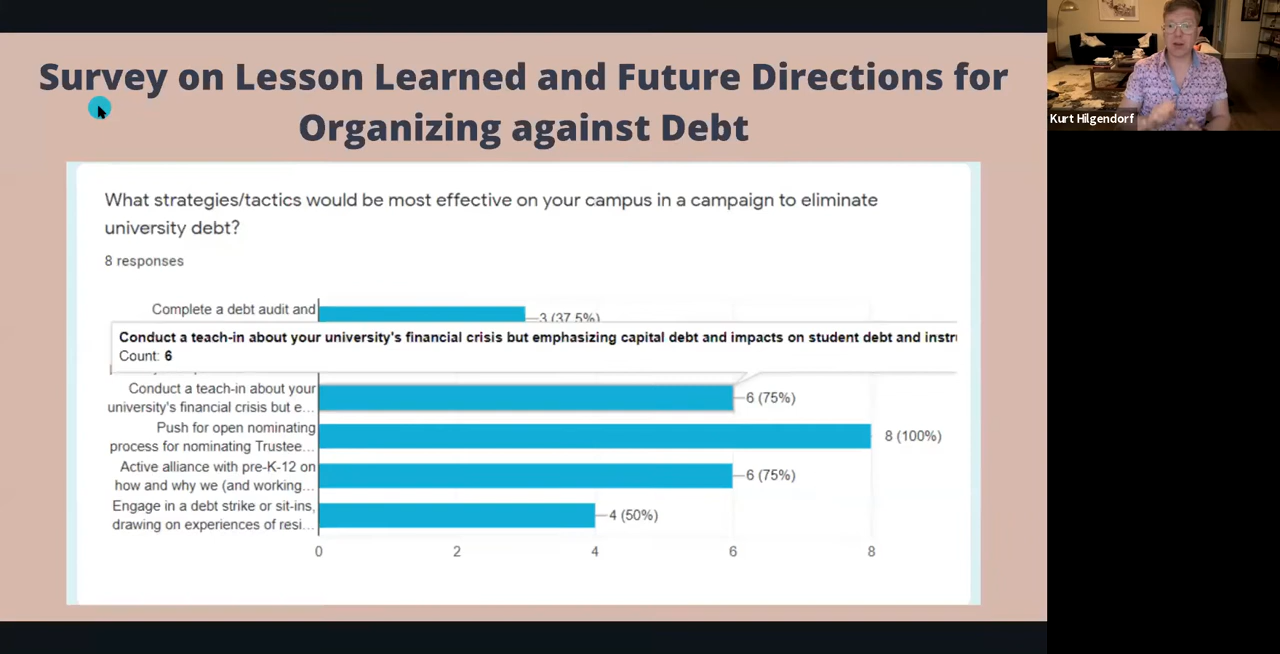 Survey on Lesson Learned and Future Directions for
Organizing against Debt
Kurt Hilgendorf
What strategies/tactics would be most effective on your campus in a campaign to eliminate
university debt?
8 responses
Complete a debt audit and
3 (37.5%)
Conduct a teach-in about your university's financial crisis but emphasizing capital debt and impacts on student debt and instr
Count: 6
Conduct a teach-in about your
university's financial crisis but e...
6 (75%)
Push for open nominating
process for nominating Trustee...
8 (100%)
Active alliance with pre-K-12 on
how and why we (and working...
6 (75%)
Engage in a debt strike or sit-ins,
drawing on experiences of resi...
4 (50%)
0 2 4 6 8